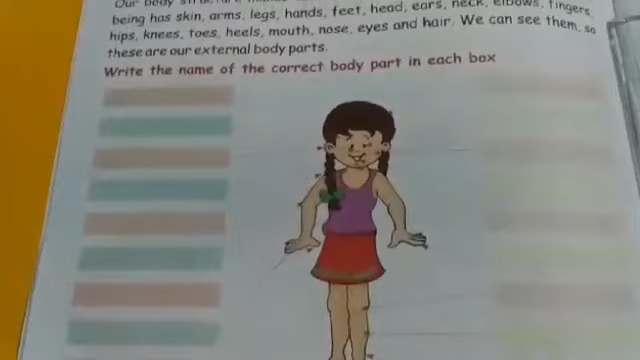 Our body
being has skin, arms, legs, hands, feet, head, ears, neck, elbows, fingers,
hips, knees, toes, heels, mouth, nose, eyes and hair. We can see them, so
these are our external body parts.
Write the name of the correct body part in each box